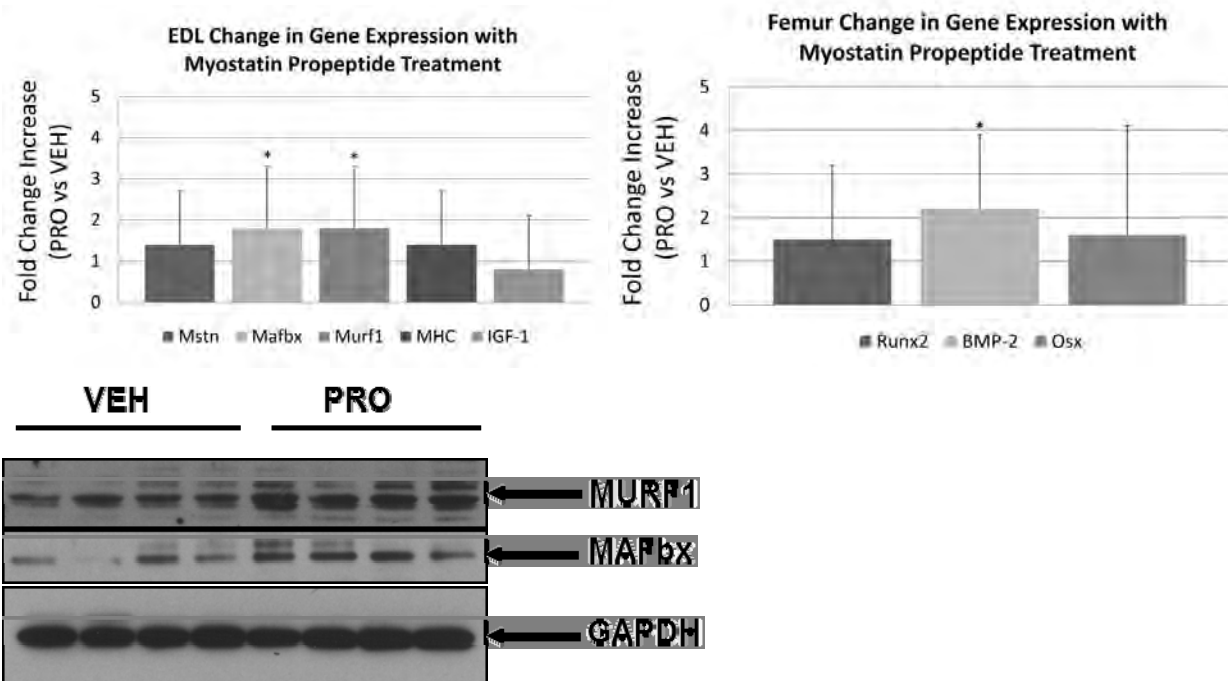 EDL Change in Gene Expression with
Myostatin Propeptide Treatment
Fold Change Increase
(PRO vs VEH)
5
4
3
2
1
0
*
*
Mstn Mafbx Murf1 MHC IGF-1
Femur Change in Gene Expression with
Myostatin Propeptide Treatment
Fold Change Increase
(PRO vs VEH)
5
4
3
2
1
0
*
Runx2 BMP-2 Osx
VEH PRO
MURF1
MAFbx
GAPDH